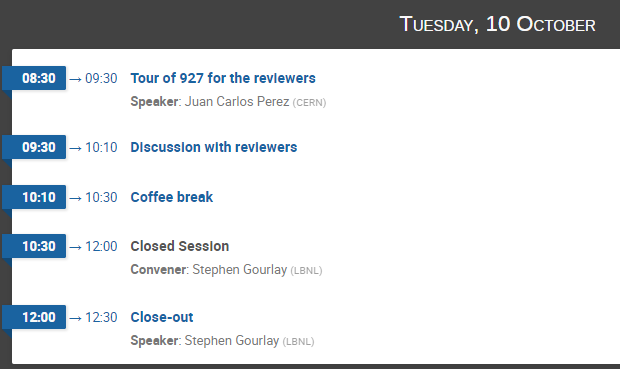 Tuesday, 10 October
08:30 → 09:30 Tour of 927 for the reviewers
Speaker: Juan Carlos Perez (CERN)
09:30 → 10:10 Discussion with reviewers
10:10 → 10:30 Coffee break
10:30 → 12:00 Closed Session
Convener: Stephen Gourlay (LBNL)
12:00 → 12:30 Close-out
Speaker: Stephen Gourlay (LBNL)